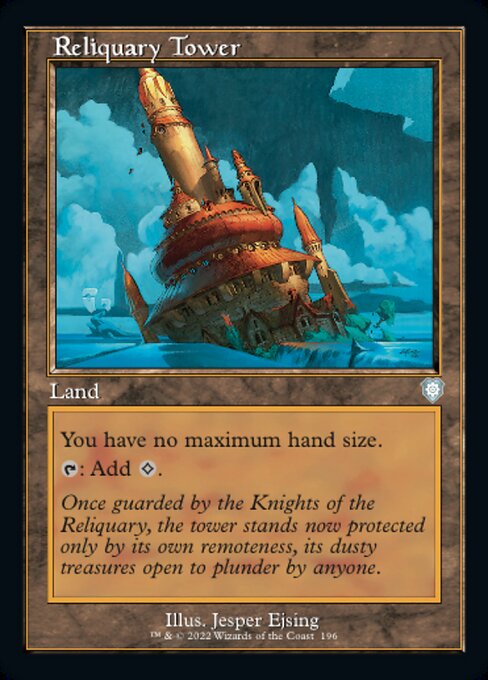 Reliquary Tower
Land
You have no maximum hand size.
: Add .
Once guarded by the Knights of the
Reliquary, the tower stands now protected
only by its own remoteness, its dusty
treasures open to plunder by anyone.
Illus. Jesper Ejsing
™ & © 2022 Wizards of the Coast 196